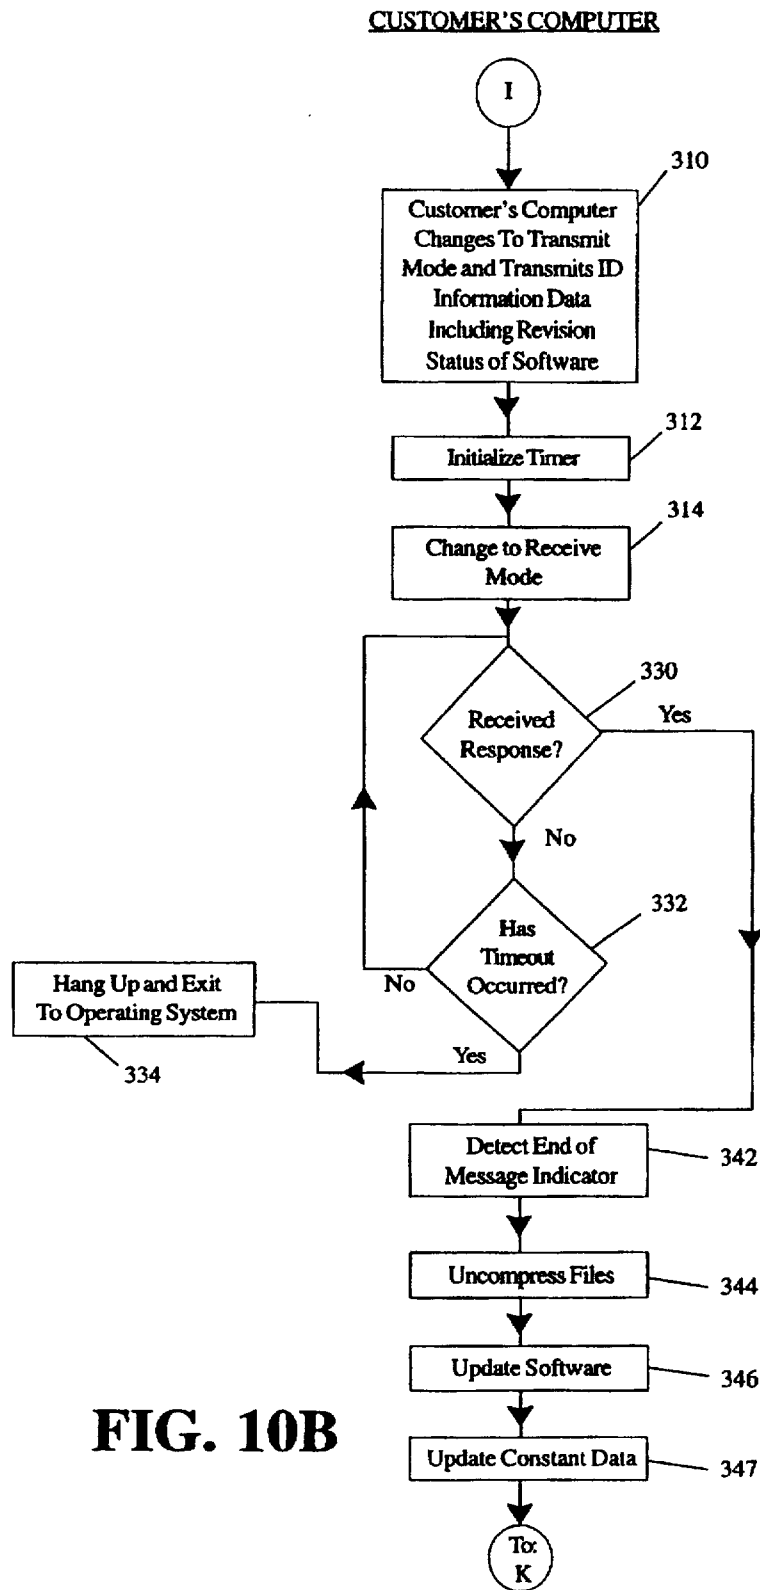 CUSTOMER'S COMPUTER
I
310
Customer's Computer
Changes To Transmit
Mode and Transmits ID
Information Data
Including Revision
Status of Software
312
Initialize Timer
314
Change to Receive
Mode
330
Received
Response?
Yes
No
332
Has
Timeout
Occurred?
No
Yes
Hang Up and Exit
To Operating System
334
Detect End of
Message Indicator
342
Uncompress Files
344
Update Software
346
Update Constant Data
347
To:
K
FIG. 10B